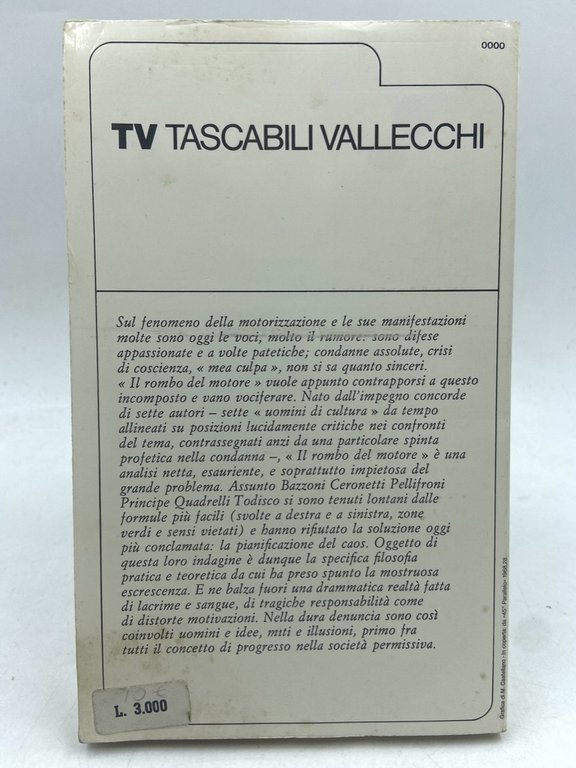 0000
TV TASCABILI VALLECCHI
Sul fenomeno della motorizzazione e le sue manifestazioni
molte sono oggi le voci, molto il rumore: sono difese
appassionate e a volte patetiche; condanne assolute, crisi
di coscienza, « mea culpa », non si sa quanto sinceri.
« Il rombo del motore » vuole appunto contrapporsi a questo
incomposto e vano vociferare. Nato dall'impegno concorde
di sette autori – sette « uomini di cultura » da tempo
allineati su posizioni lucidamente critiche nei confronti
del tema, contrassegnati anzi da una particolare spinta
profetica nella condanna –, « Il rombo del motore » è una
analisi netta, esauriente, e soprattutto impietosa del
grande problema. Assunto Bazzoni Ceronetti Pellifroni
Principe Quadrelli Todisco si sono tenuti lontani dalle
formule più facili (svolte a destra e a sinistra, zone
verdi e sensi vietati) e hanno rifiutato la soluzione oggi
più conclamata: la pianificazione del caos. Oggetto di
questa loro indagine è dunque la specifica filosofia
pratica e teoretica da cui ha preso spunto la mostruosa
escrescenza. E ne balza fuori una drammatica realtà fatta
di lacrime e sangue, di tragiche responsabilità come
di distorte motivazioni. Nella dura denuncia sono così
coinvolti uomini e idee, miti e illusioni, primo fra
tutti il concetto di progresso nella società permissiva.
10 €
L. 3.000
Grafica di M. Castellano - In coperta: da «45° Parallelo»